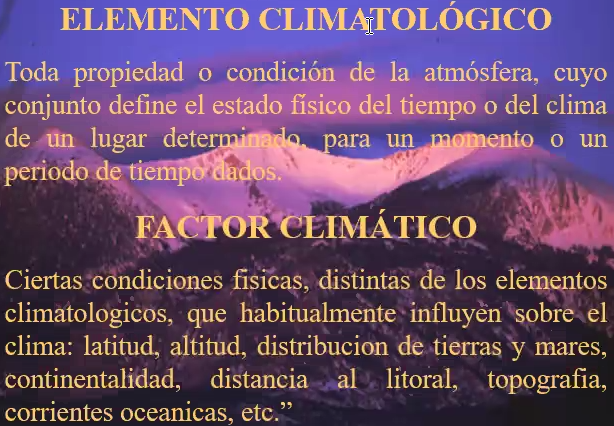 ELEMENTO CLIMATOLÓGICO
Toda propiedad o condición de la atmósfera, cuyo
conjunto define el estado físico del tiempo o del clima
de un lugar determinado, para un momento o un
periodo de tiempo dados.
FACTOR CLIMÁTICO
Ciertas condiciones fisicas, distintas de los elementos
climatologicos, que habitualmente influyen sobre el
clima: latitud, altitud, distribucion de tierras y mares,
continentalidad, distancia al litoral, topografia,
corrientes oceanicas, etc.”